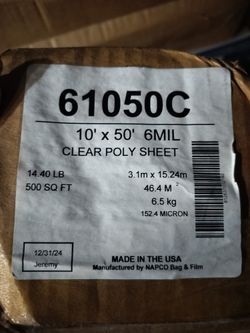 61050C
10' x 50' 6MIL
CLEAR POLY SHEET
14.40 LB
3.1m x 15.24m
500 SQ FT
46.4 M²
6.5 kg
152.4 MICRON
12/31/24
Jeremy
MADE IN THE USA
Manufactured by NAPCO Bag & Film